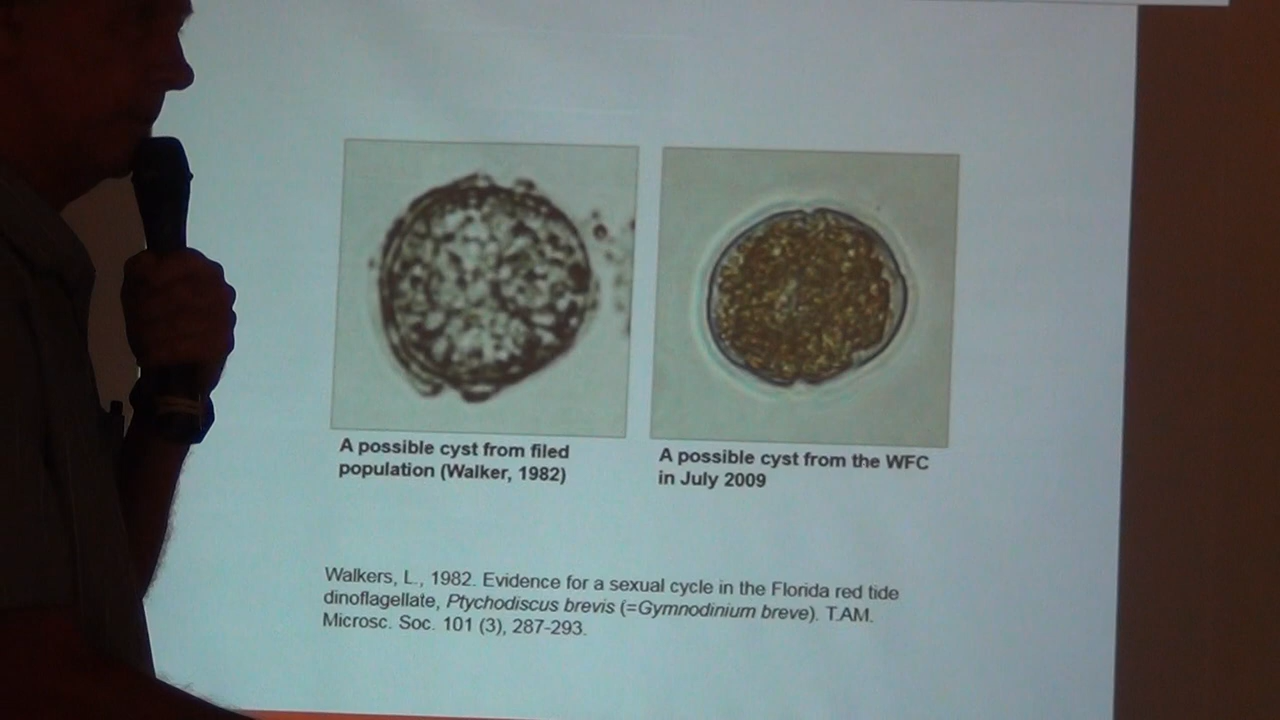 A possible cyst from filed
population (Walker, 1982)
A possible cyst from the WFC
in July 2009
Walkers, L., 1982. Evidence for a sexual cycle in the Florida red tide
dinoflagellate, Ptychodiscus brevis (=Gymnodinium breve). T.AM.
Microsc. Soc. 101 (3), 287-293.